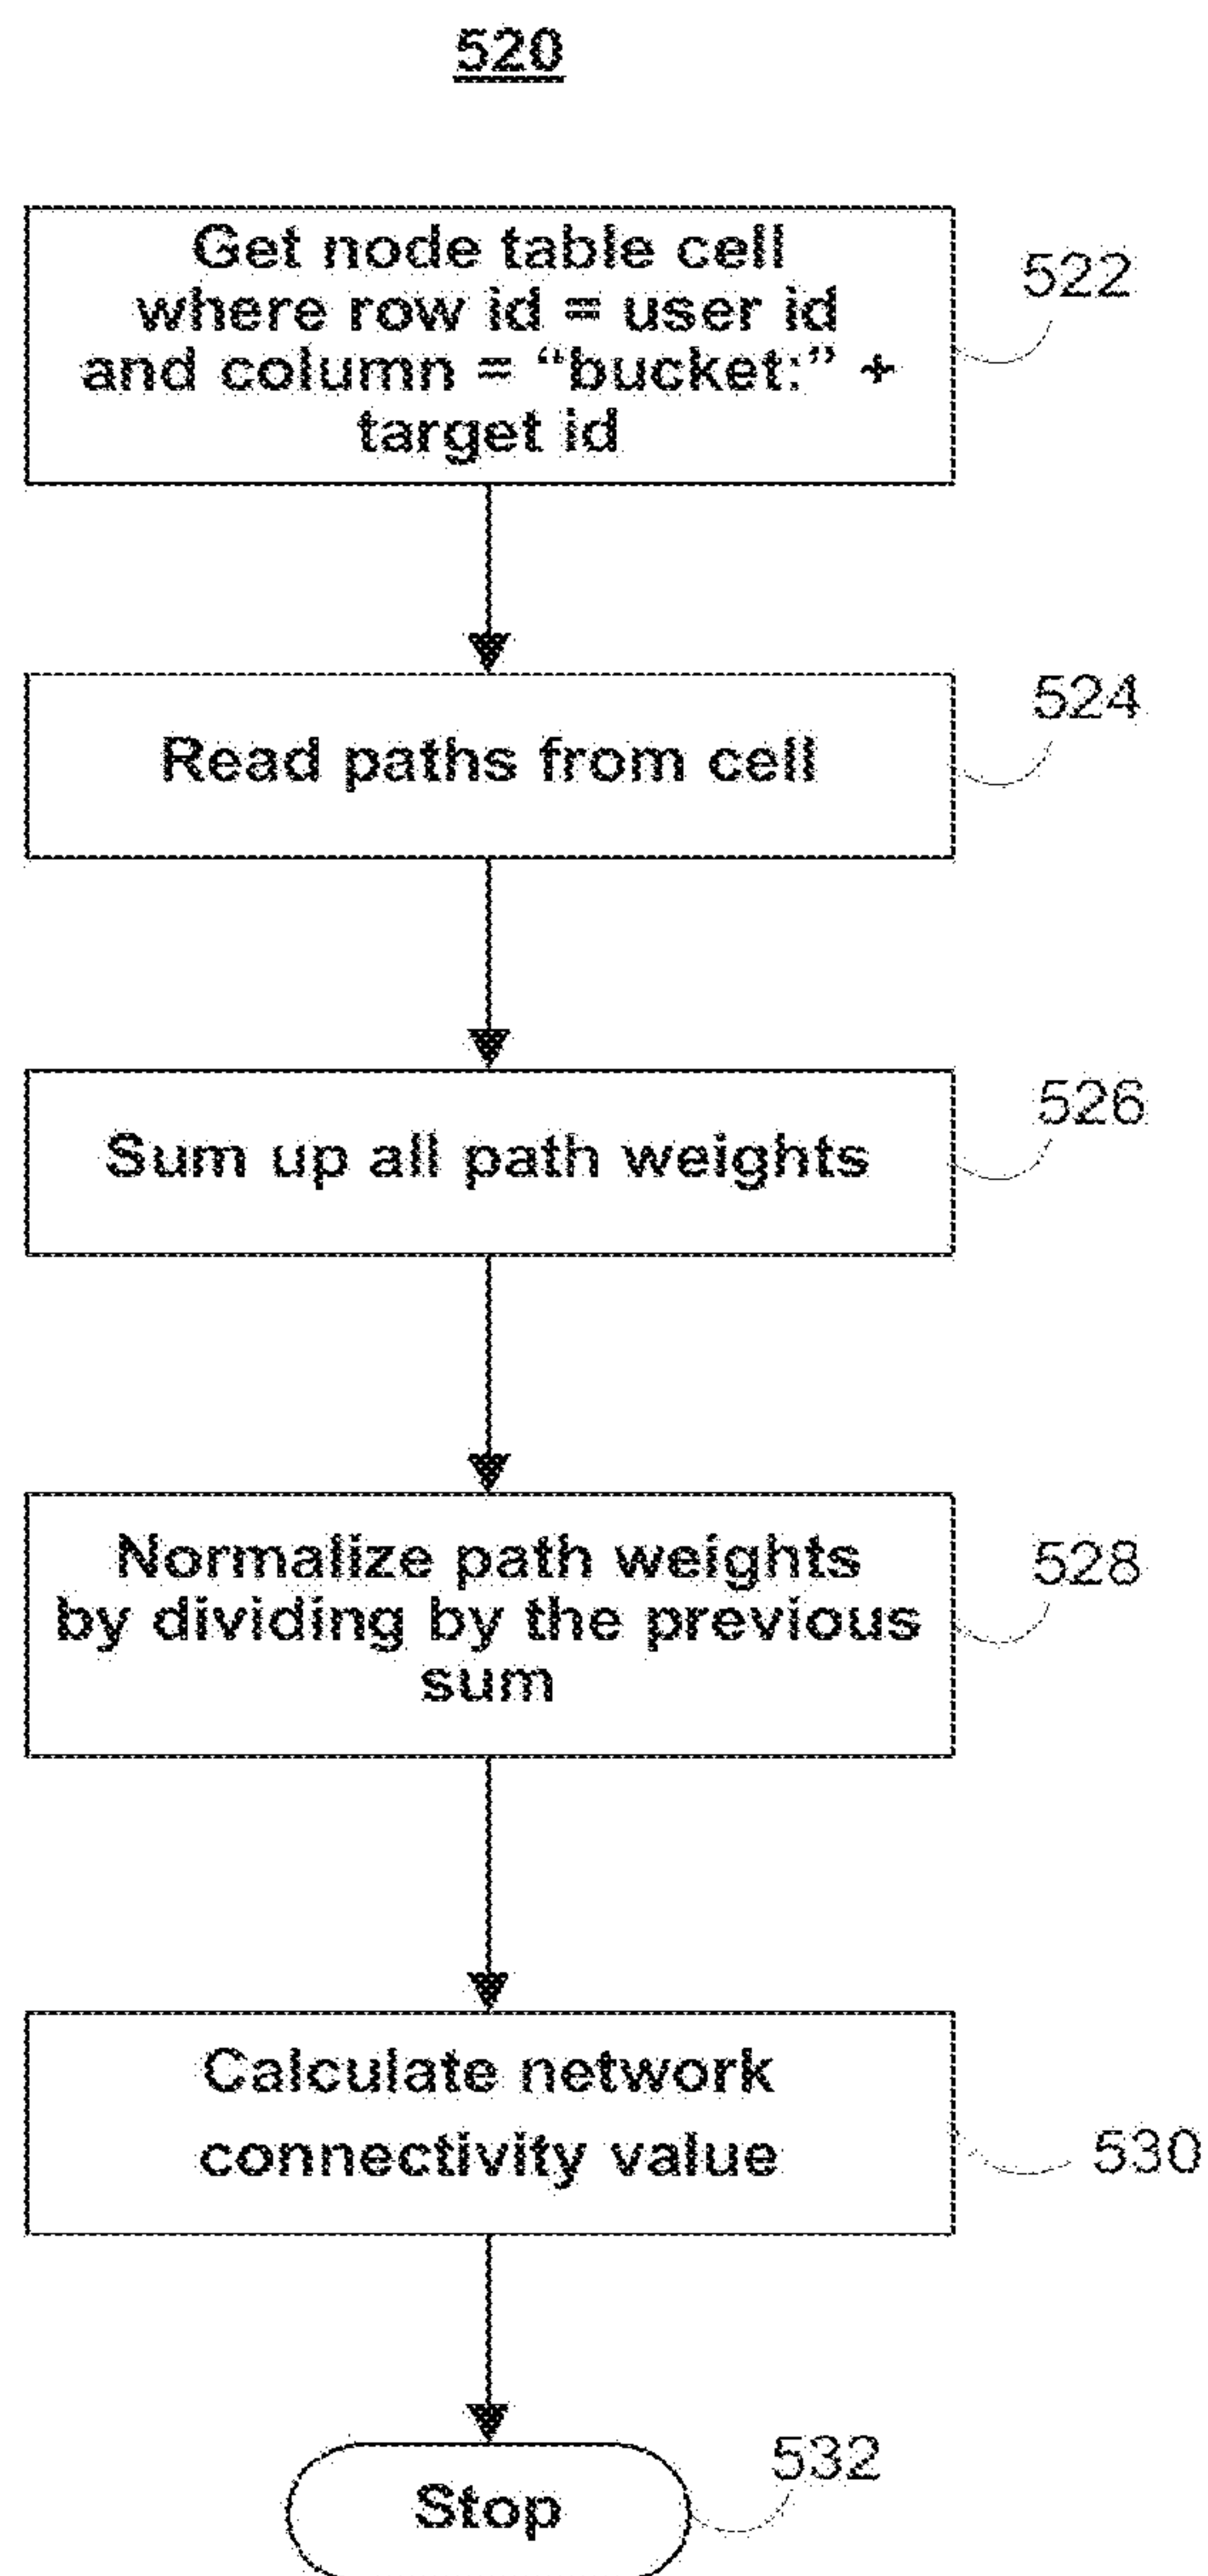 520
Get node table cell
where row id = user id
and column = “bucket:” +
target id
522
Read paths from cell
524
Sum up all path weights
526
Normalize path weights
by dividing by the previous
sum
528
Calculate network
connectivity value
530
Stop
532